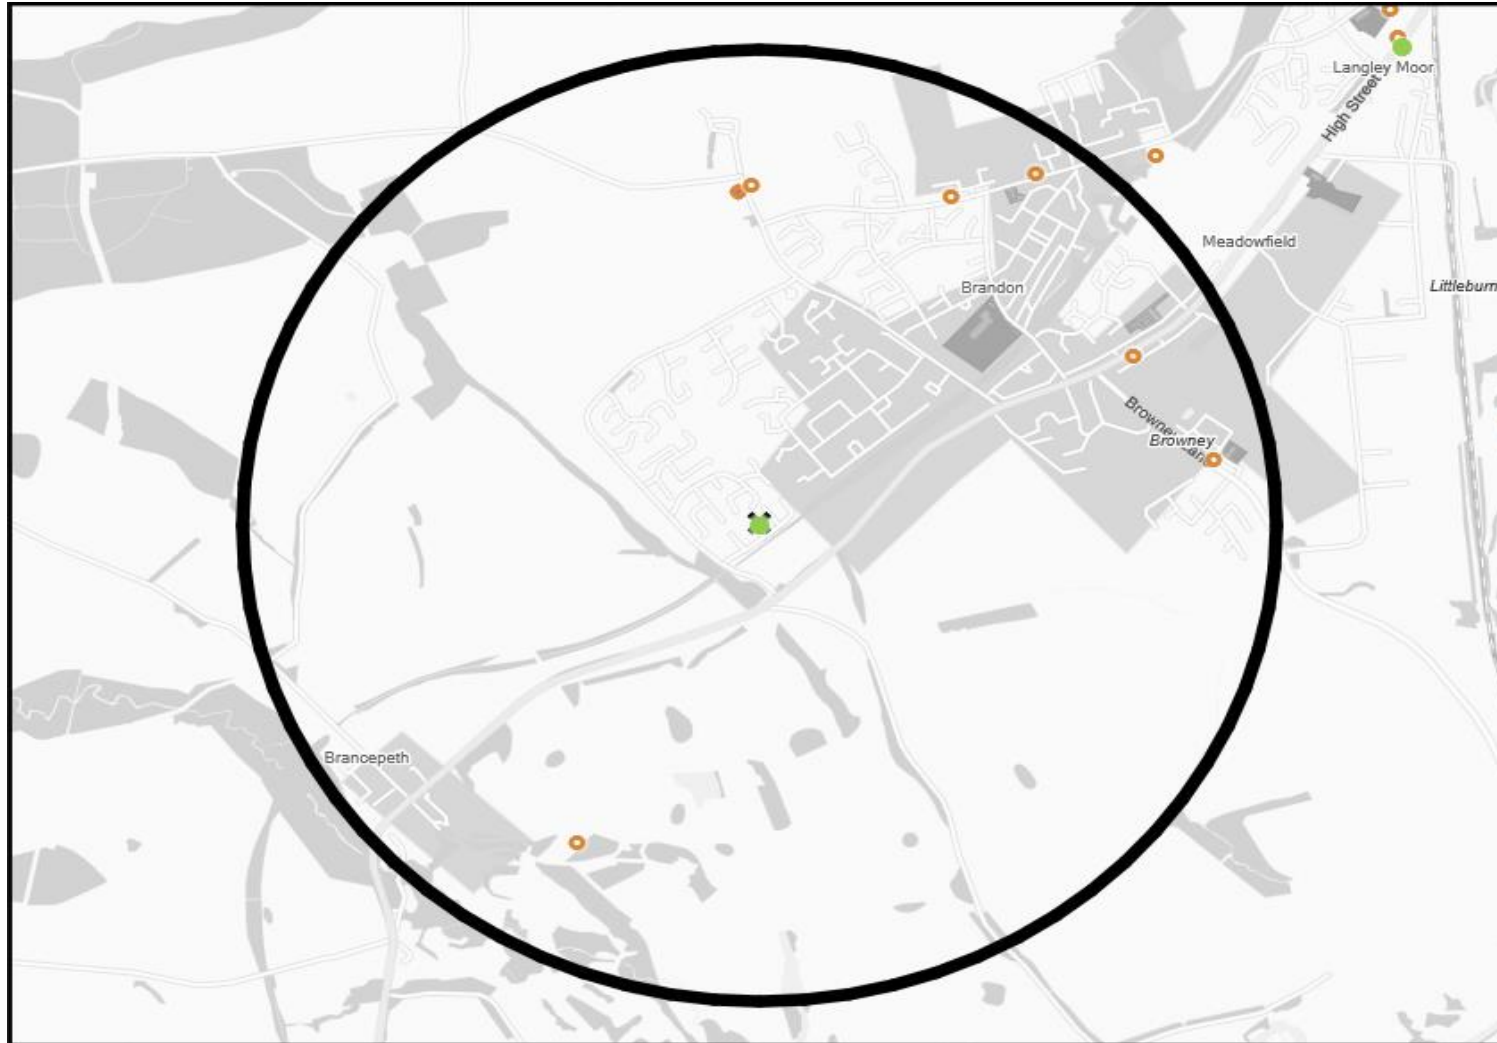 Langley Moor
High Street
Meadowfield
Littleburn
Brandon
Browney Lane
Browney
Brancepeth